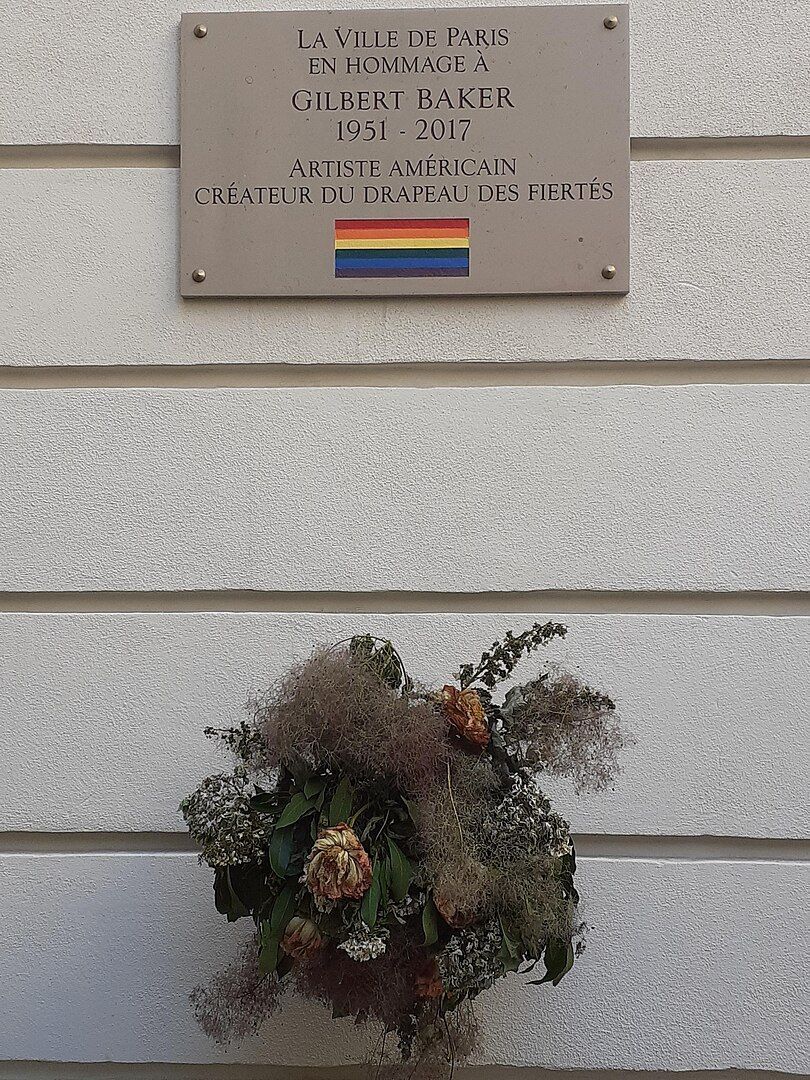 La Ville de Paris
en hommage à
Gilbert Baker
1951 - 2017
Artiste américain
créateur du drapeau des fiertés